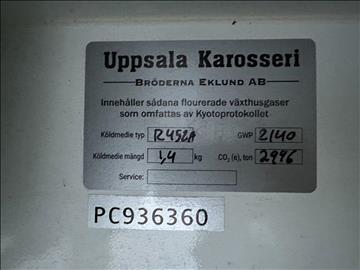 Uppsala Karosseri
BRÖDERNA EKLUND AB
Innehåller sådana flourerade växthusgaser
som omfattas av Kyotoprotokollet
Köldmedie typ R452A GWP 2140
Köldmedie mängd 1,4 kg CO₂ (e), ton 2996
Service:
PC936360